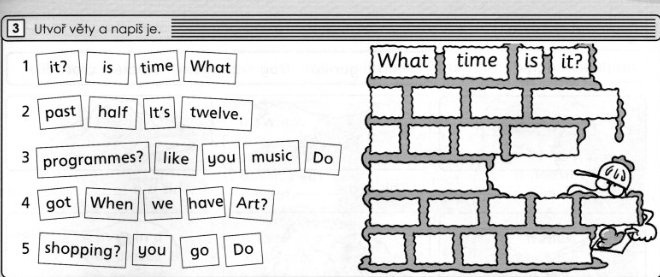 3 Utvoř věty a napiš je.
1 it? is time What
2 past half It's twelve.
3 programmes? like you music Do
4 got When we have Art?
5 shopping? you go Do
What time is it?